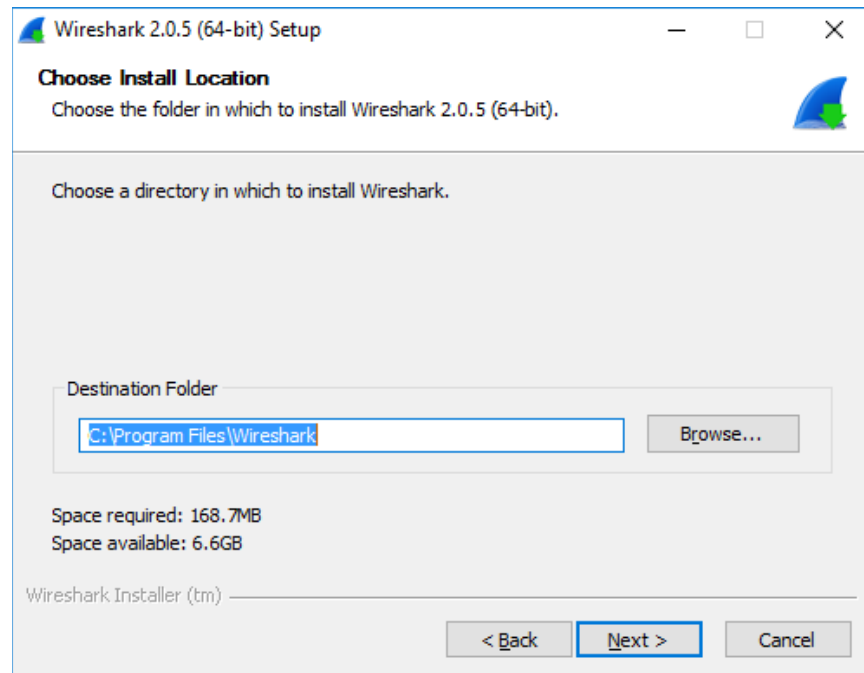 Wireshark 2.0.5 (64-bit) Setup
Choose Install Location
Choose the folder in which to install Wireshark 2.0.5 (64-bit).
Choose a directory in which to install Wireshark.
Destination Folder
C:\Program Files\Wireshark
Browse...
Space required: 168.7MB
Space available: 6.6GB
Wireshark Installer (tm)
< Back Next > Cancel